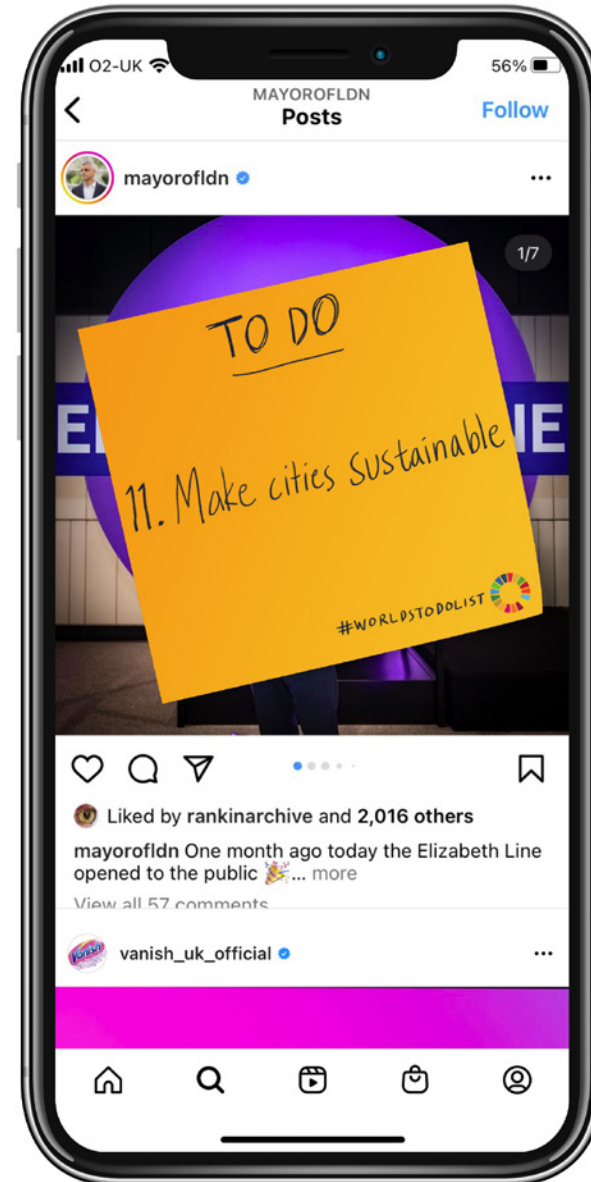 O2-UK
56%
MAYOROFLDN
Posts
Follow
mayorofldn
1/7
TO DO
E
NE
11. Make cities sustainable
#WORLDSTODOLIST
Liked by rankinarchive and 2,016 others
mayorofldn One month ago today the Elizabeth Line
opened to the public 🎉... more
View all 57 comments
Vanish
vanish_uk_official